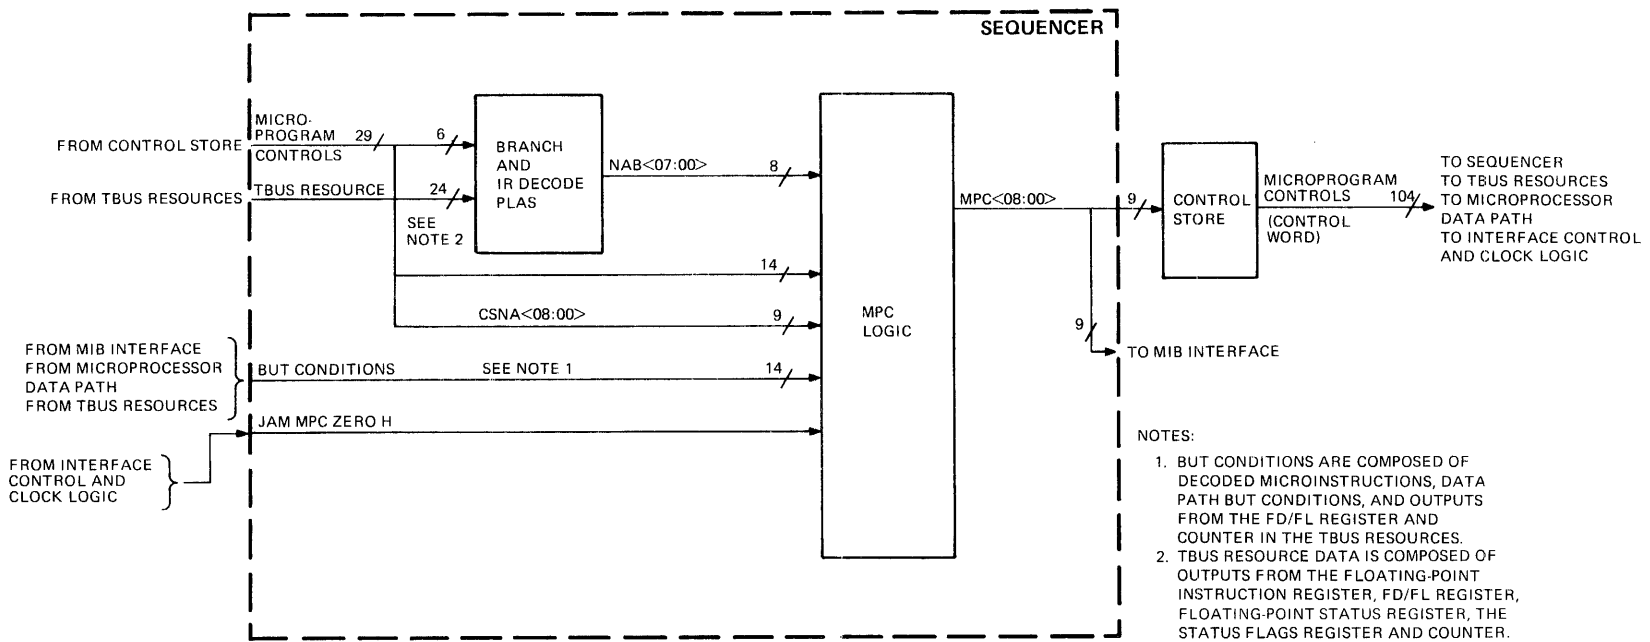 SEQUENCER
FROM CONTROL STORE
MICRO-
PROGRAM
CONTROLS
29
6
FROM TBUS RESOURCES
TBUS RESOURCE
24
SEE
NOTE 2
BRANCH
AND
IR DECODE
PLAS
NAB<07:00>
8
14
CSNA<08:00>
9
FROM MIB INTERFACE
FROM MICROPROCESSOR
DATA PATH
FROM TBUS RESOURCES
BUT CONDITIONS
SEE NOTE 1
14
JAM MPC ZERO H
FROM INTERFACE
CONTROL AND
CLOCK LOGIC
MPC
LOGIC
MPC<08:00>
9
9
TO MIB INTERFACE
CONTROL
STORE
MICROPROGRAM
CONTROLS
104
(CONTROL
WORD)
TO SEQUENCER
TO TBUS RESOURCES
TO MICROPROCESSOR
DATA PATH
TO INTERFACE CONTROL
AND CLOCK LOGIC
NOTES:
1. BUT CONDITIONS ARE COMPOSED OF
DECODED MICROINSTRUCTIONS, DATA
PATH BUT CONDITIONS, AND OUTPUTS
FROM THE FD/FL REGISTER AND
COUNTER IN THE TBUS RESOURCES.
2. TBUS RESOURCE DATA IS COMPOSED OF
OUTPUTS FROM THE FLOATING-POINT
INSTRUCTION REGISTER, FD/FL REGISTER,
FLOATING-POINT STATUS REGISTER, THE
STATUS FLAGS REGISTER AND COUNTER.